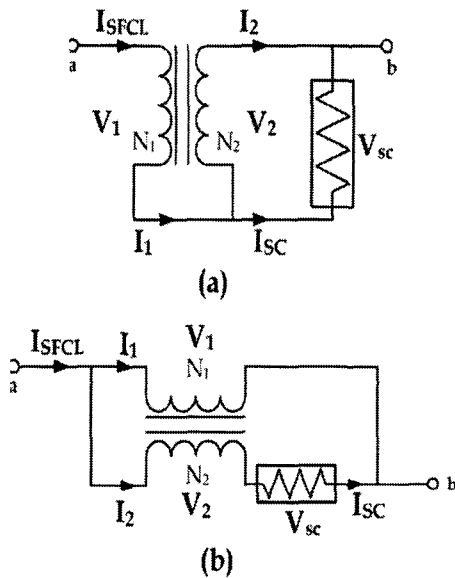 I_SFCL I_2
a b
V_1 V_2 V_sc
N_1 N_2
I_1 I_SC
(a)
V_1
I_SFCL I_1 N_1
a
N_2
I_2 V_2 V_sc I_SC b
(b)